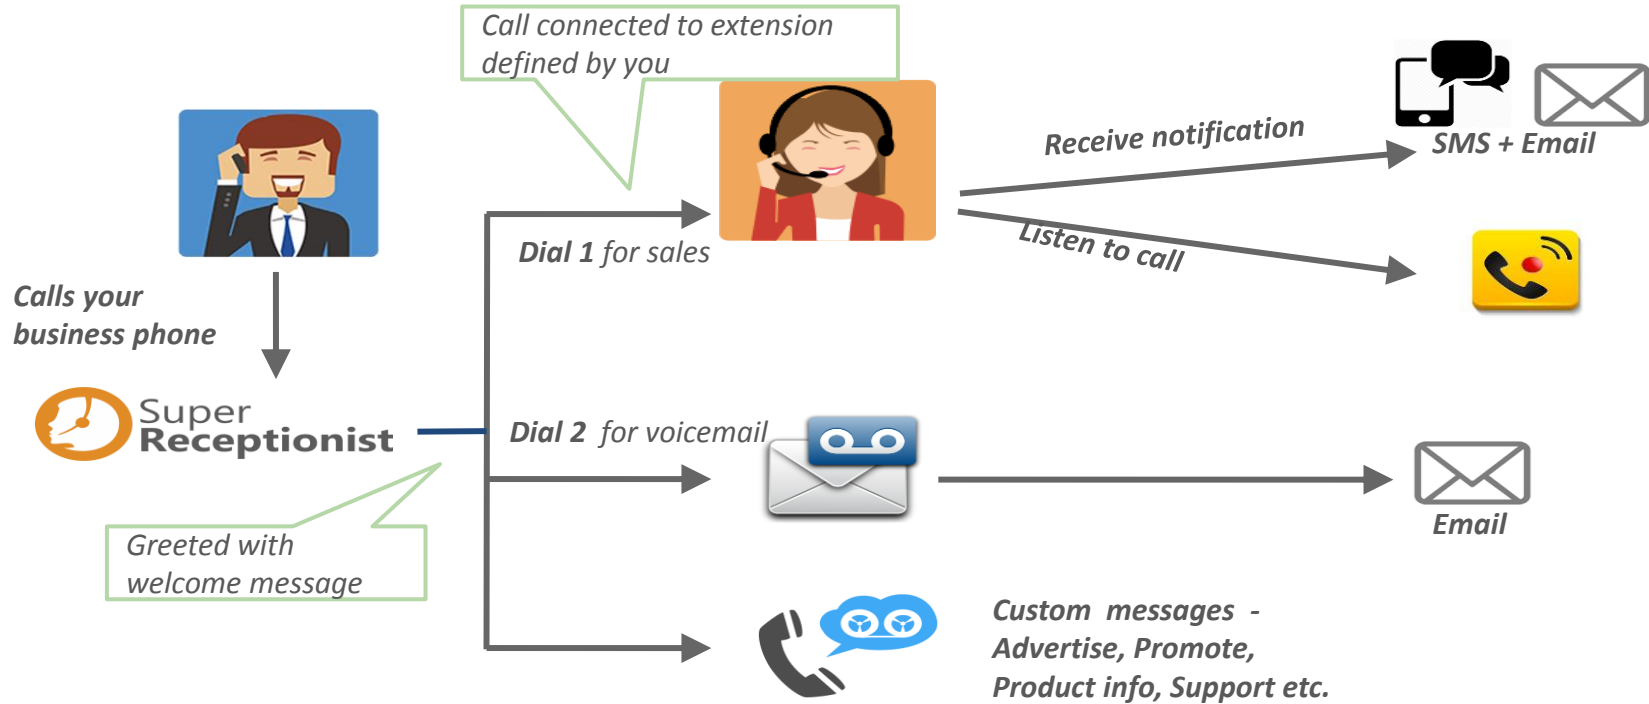 Call connected to extension
defined by you
Receive notification
SMS + Email
Listen to call
Dial 1 for sales
Calls your
business phone
Super
Receptionist
Dial 2 for voicemail
Greeted with
welcome message
Email
Custom messages -
Advertise, Promote,
Product info, Support etc.